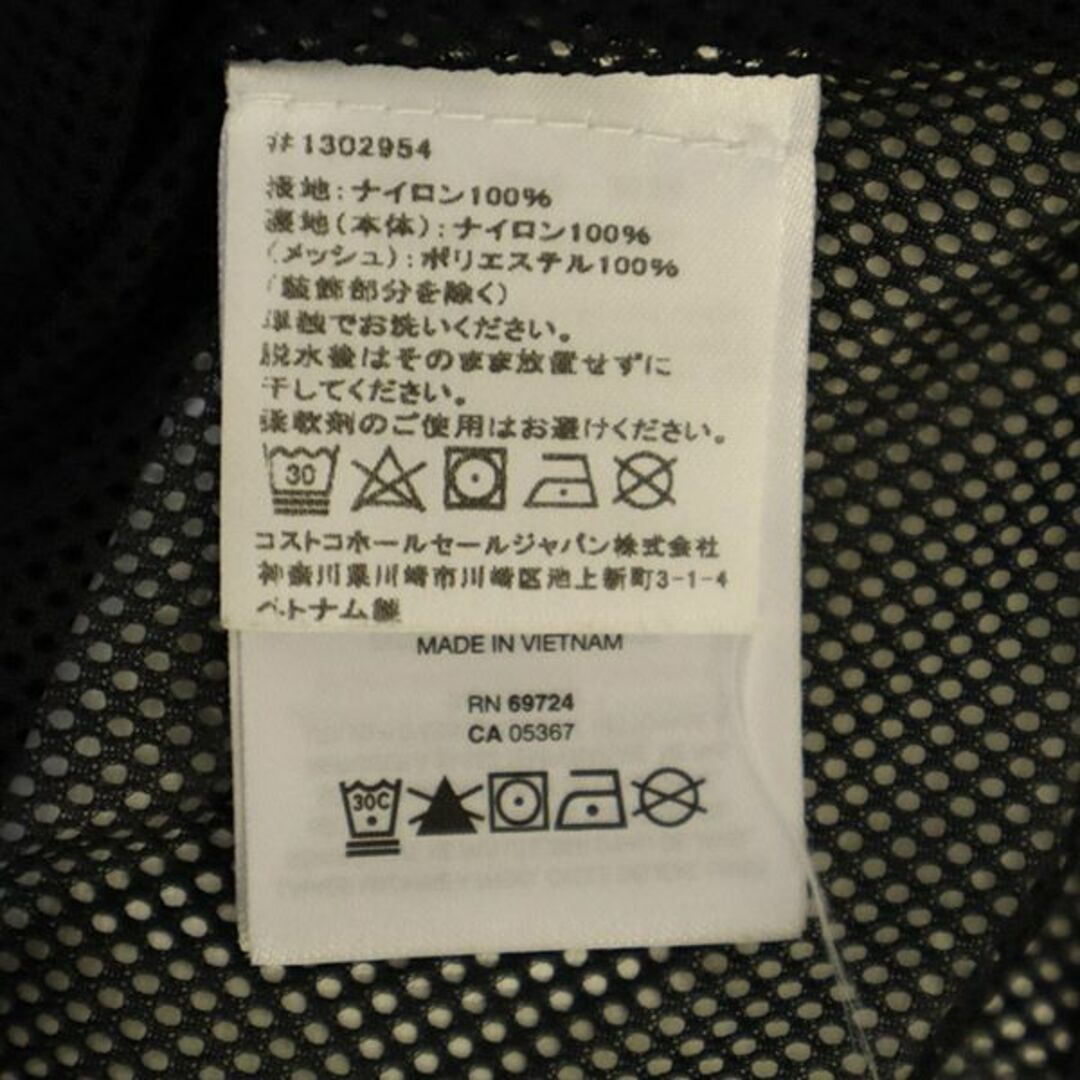 #1302954
表地:ナイロン100%
裏地(本体):ナイロン100%
(メッシュ):ポリエステル100%
(装飾部分を除く)
単独でお洗いください。
脱水後はそのまま放置せずに
干してください。
柔軟剤のご使用はお避けください。
30
コストコホールセールジャパン株式会社
神奈川県川崎市川崎区池上新町3-1-4
ベトナム製
MADE IN VIETNAM
RN 69724
CA 05367
30C